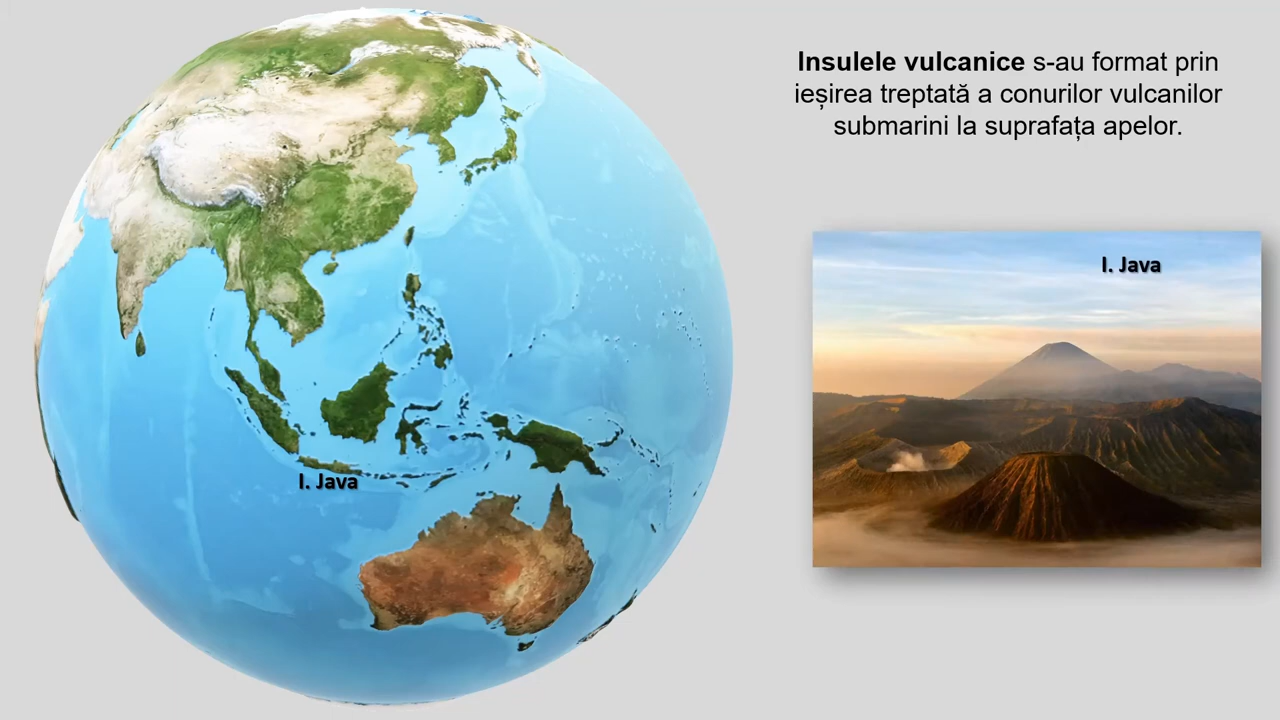 Insulele vulcanice s-au format prin
ieșirea treptată a conurilor vulcanilor
submarini la suprafața apelor.
I. Java
I. Java